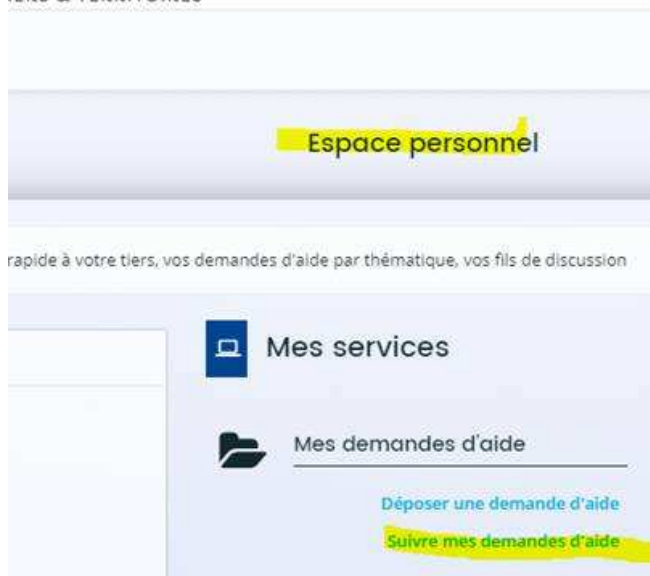 Espace personnel
rapide à votre tiers, vos demandes d'aide par thématique, vos fils de discussion
Mes services
Mes demandes d'aide
Déposer une demande d'aide
Suivre mes demandes d'aide